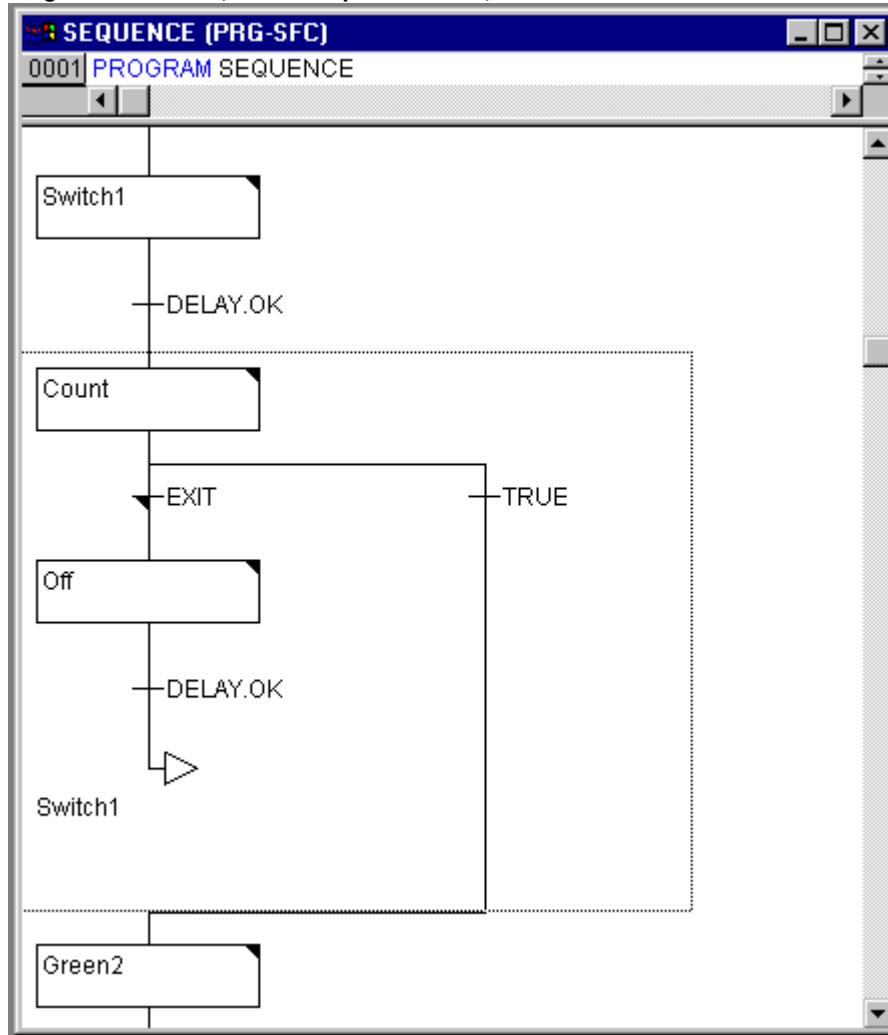 SEQUENCE (PRG-SFC)
0001 PROGRAM SEQUENCE
Switch1
DELAY.OK
Count
EXIT TRUE
Off
DELAY.OK
Switch1
Green2